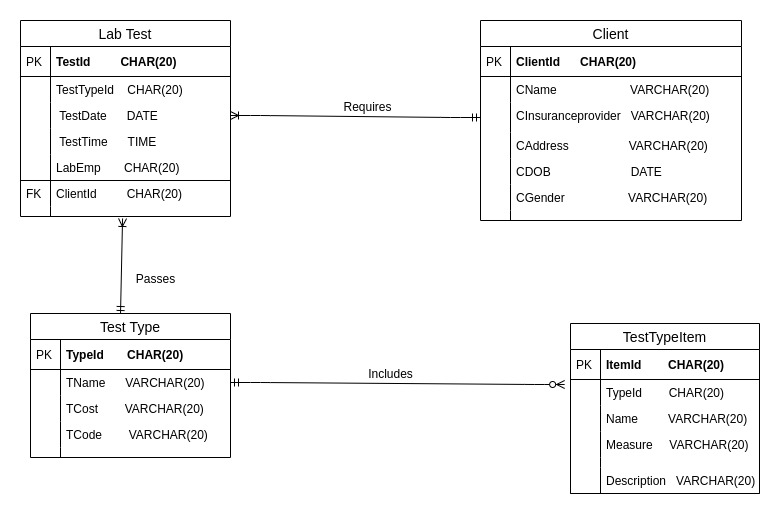 Lab Test
PK TestId CHAR(20)
TestTypeId CHAR(20)
TestDate DATE
TestTime TIME
LabEmp CHAR(20)
FK ClientId CHAR(20)
Requires
Client
PK ClientId CHAR(20)
CName VARCHAR(20)
CInsuranceprovider VARCHAR(20)
CAddress VARCHAR(20)
CDOB DATE
CGender VARCHAR(20)
Passes
Test Type
PK TypeId CHAR(20)
TName VARCHAR(20)
TCost VARCHAR(20)
TCode VARCHAR(20)
Includes
TestTypeItem
PK ItemId CHAR(20)
TypeId CHAR(20)
Name VARCHAR(20)
Measure VARCHAR(20)
Description VARCHAR(20)